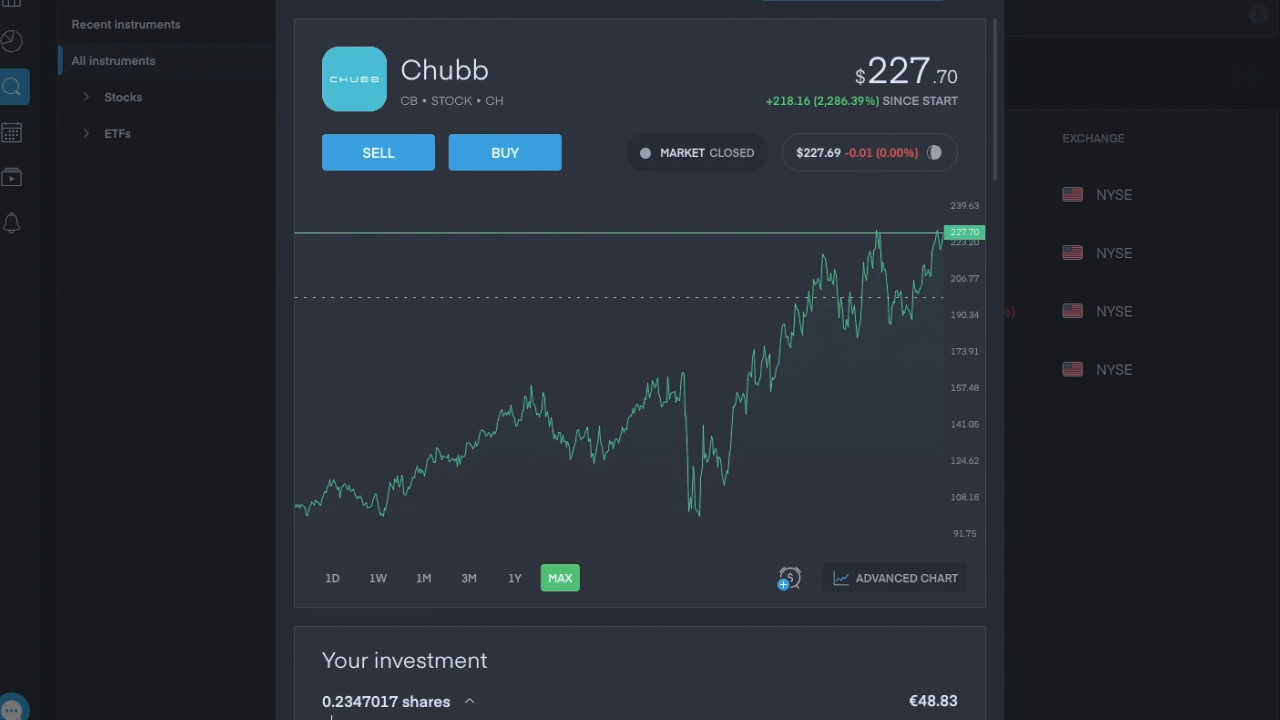 Recent instruments
All instruments
Stocks
ETFs
CHUBB
Chubb
CB • STOCK • CH
$227.70
+218.16 (2,286.39%) SINCE START
SELL
BUY
MARKET CLOSED
$227.69 -0.01 (0.00%)
239.63
227.70
223.20
206.77
190.34
173.91
157.48
141.05
124.62
108.18
91.75
1D
1W
1M
3M
1Y
MAX
$
ADVANCED CHART
Your investment
0.2347017 shares
€48.83
EXCHANGE
NYSE
NYSE
%)
NYSE
NYSE